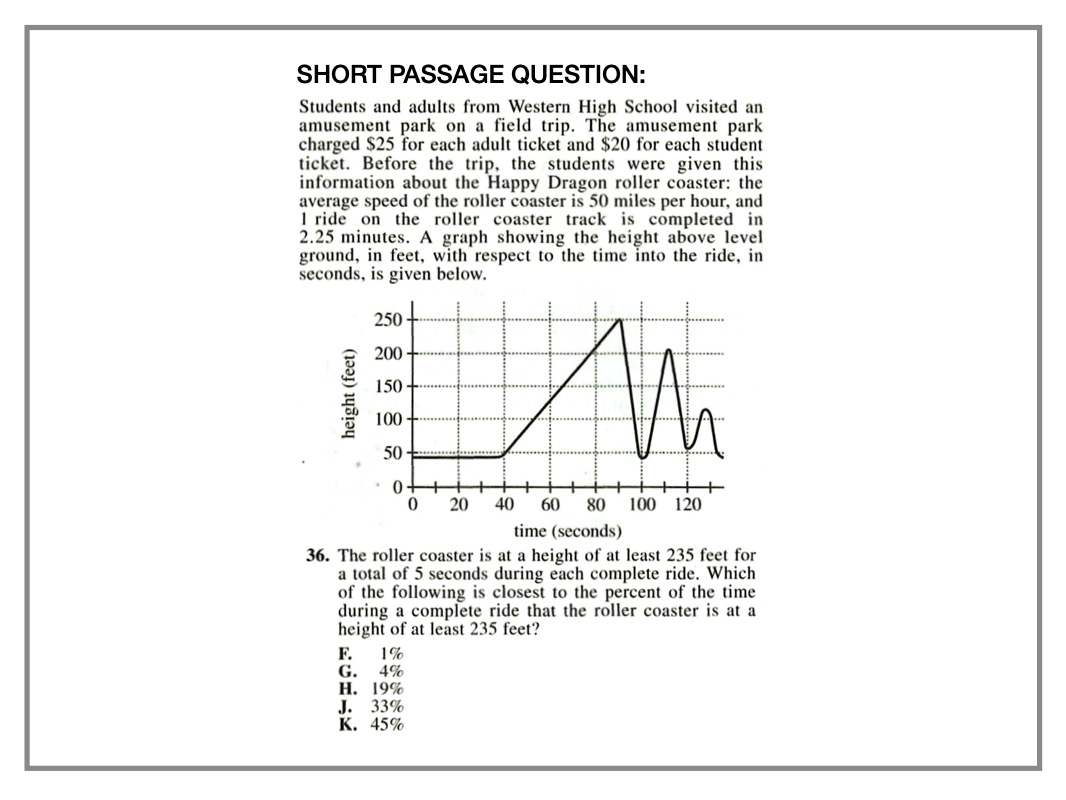 SHORT PASSAGE QUESTION:
Students and adults from Western High School visited an
amusement park on a field trip. The amusement park
charged $25 for each adult ticket and $20 for each student
ticket. Before the trip, the students were given this
information about the Happy Dragon roller coaster: the
average speed of the roller coaster is 50 miles per hour, and
1 ride on the roller coaster track is completed in
2.25 minutes. A graph showing the height above level
ground, in feet, with respect to the time into the ride, in
seconds, is given below.
height (feet)
250
200
150
100
50
0
0 20 40 60 80 100 120
time (seconds)
36. The roller coaster is at a height of at least 235 feet for
a total of 5 seconds during each complete ride. Which
of the following is closest to the percent of the time
during a complete ride that the roller coaster is at a
height of at least 235 feet?
F. 1%
G. 4%
H. 19%
J. 33%
K. 45%